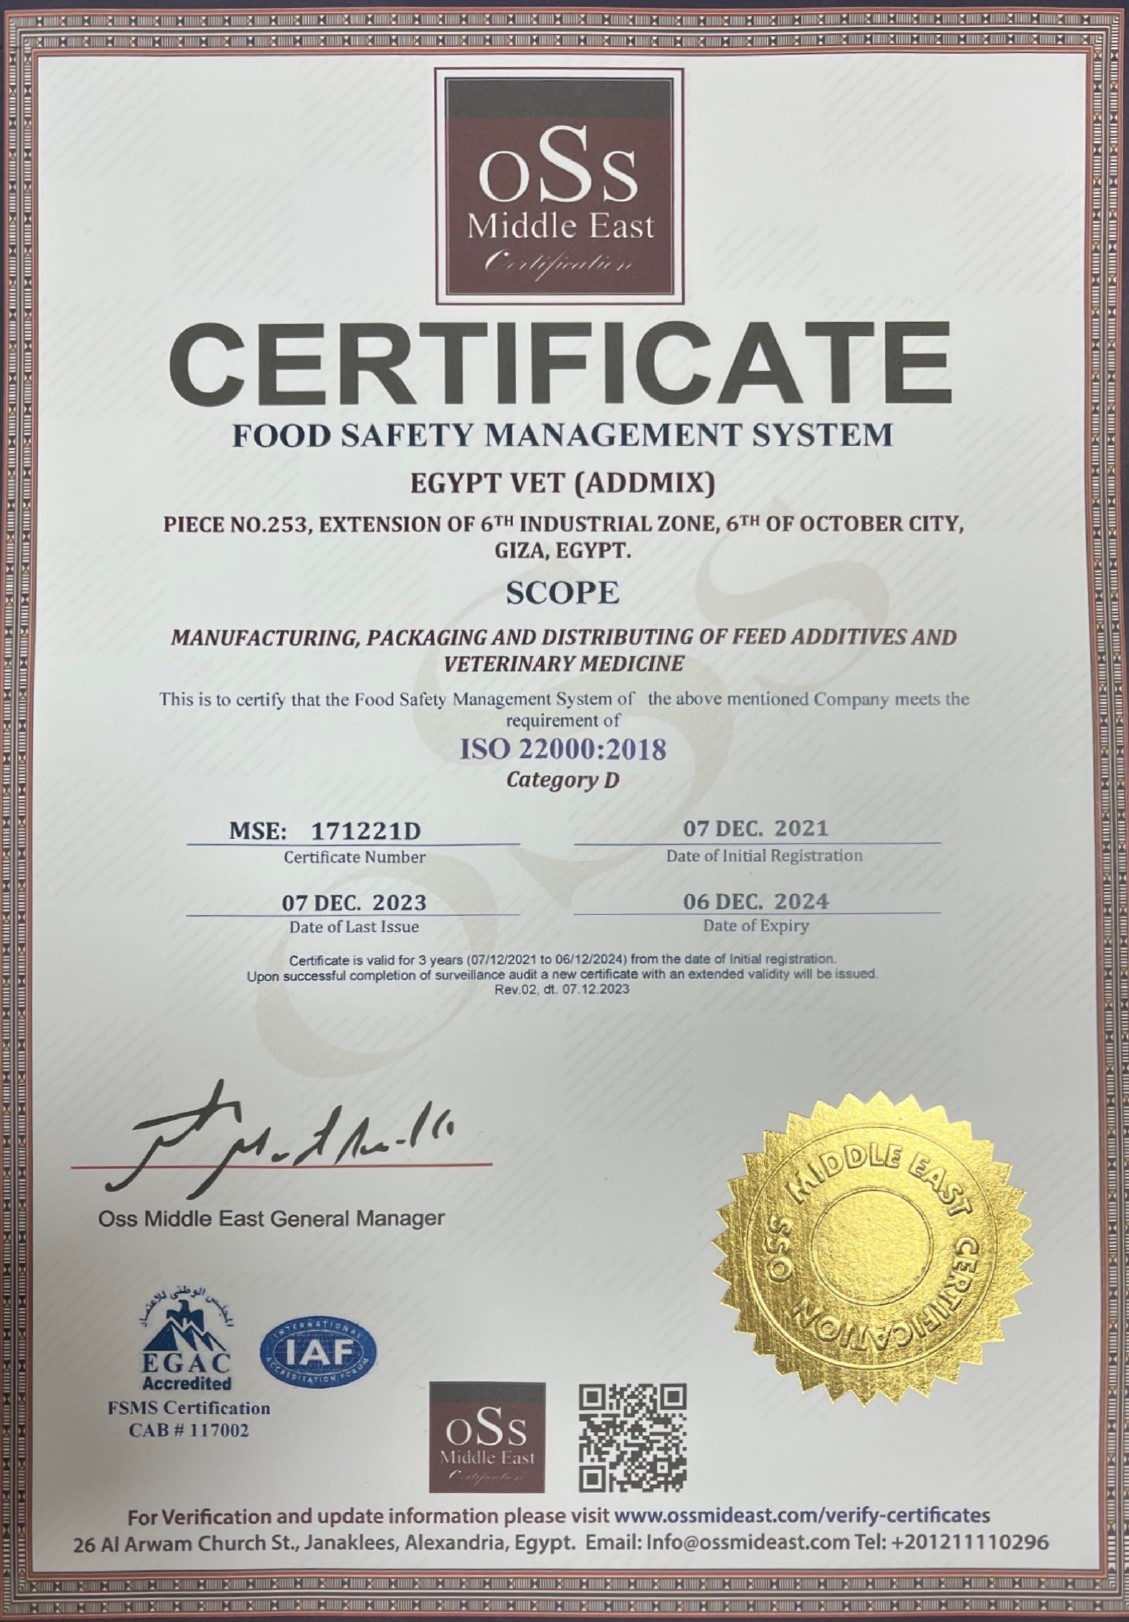 oSs
Middle East
Certification
CERTIFICATE
FOOD SAFETY MANAGEMENT SYSTEM
EGYPT VET (ADDMIX)
PIECE NO.253, EXTENSION OF 6TH INDUSTRIAL ZONE, 6TH OF OCTOBER CITY,
GIZA, EGYPT.
SCOPE
MANUFACTURING, PACKAGING AND DISTRIBUTING OF FEED ADDITIVES AND
VETERINARY MEDICINE
This is to certify that the Food Safety Management System of the above mentioned Company meets the
requirement of
ISO 22000:2018
Category D
MSE: 171221D
Certificate Number
07 DEC. 2021
Date of Initial Registration
07 DEC. 2023
Date of Last Issue
06 DEC. 2024
Date of Expiry
Certificate is valid for 3 years (07/12/2021 to 06/12/2024) from the date of Initial registration.
Upon successful completion of surveillance audit a new certificate with an extended validity will be issued.
Rev.02, dt. 07.12.2023
Oss Middle East General Manager
OSS MIDDLE EAST CERTIFICATION
المجلس الوطني للاعتماد
EGAC
Accredited
FSMS Certification
CAB # 117002
INTERNATIONAL
IAF
ACCREDITATION FORUM
oSs
Middle East
Certification
For Verification and update information please visit www.ossmideast.com/verify-certificates
26 Al Arwam Church St., Janaklees, Alexandria, Egypt. Email: Info@ossmideast.com Tel: +201211110296